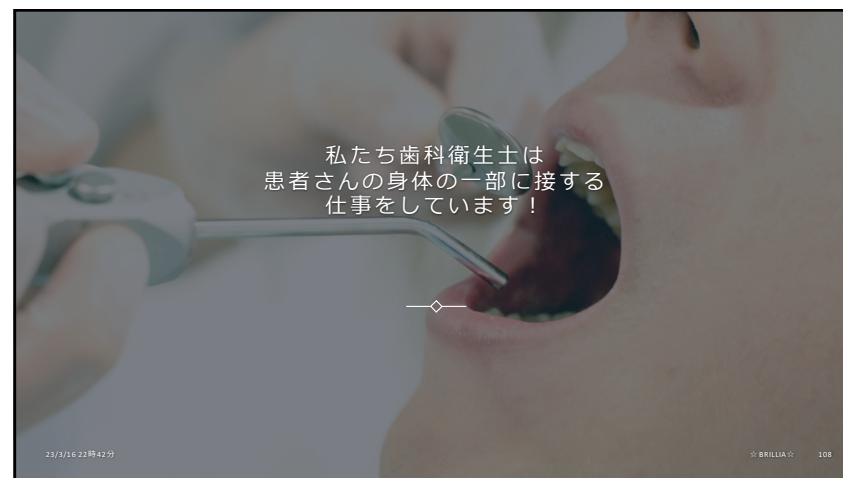 私たち歯科衛生士は
患者さんの身体の一部に接する
仕事をしています！
23/3/16 22時42分
☆BRILLIA☆
108